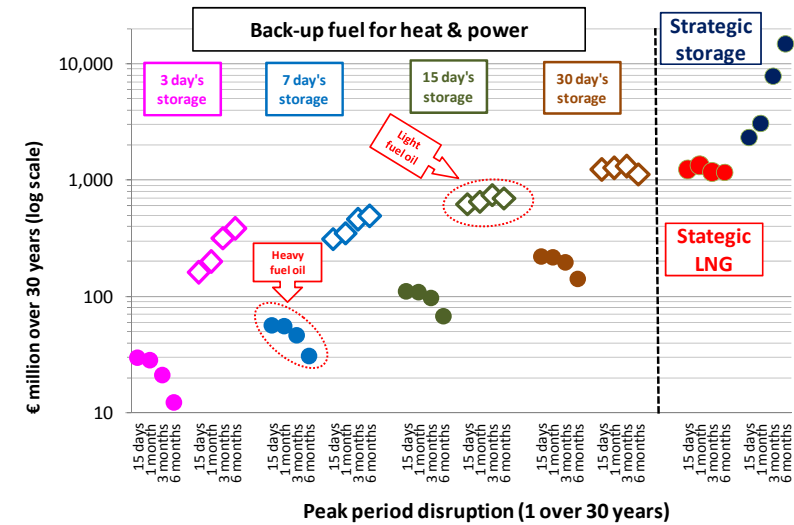 Back-up fuel for heat & power
Strategic
storage
10,000
1,000
100
10
€ million over 30 years (log scale)
3 day's
storage
7 day's
storage
15 day's
storage
30 day's
storage
Light
fuel oil
Heavy
fuel oil
Stategic
LNG
15 days
1 month
3 months
6 months
15 days
1 month
3 months
6 months
15 days
1 month
3 months
6 months
15 days
1 month
3 months
6 months
15 days
1 month
3 months
6 months
15 days
1 month
3 months
6 months
15 days
1 month
3 months
6 months
15 days
1 month
3 months
6 months
15 days
1 month
3 months
6 months
15 days
1 month
3 months
6 months
Peak period disruption (1 over 30 years)